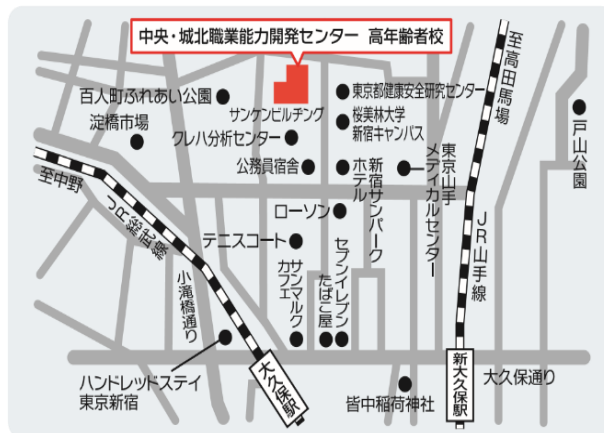 中央・城北職業能力開発センター 高年齢者校
至高田馬場
百人町ふれあい公園
東京都健康安全研究センター
サンケンビルヂング
淀橋市場
クレハ分析センター
桜美林大学
新宿キャンパス
戸山公園
至中野
公務員宿舎
新宿サンパーク
ホテル
東京山手
メディカルセンター
JR総武線
ローソン
JR山手線
テニスコート
小滝橋通り
サンマルク
カフェ
セブンイレブン
たばこ屋
ハンドレッドステイ
東京新宿
大久保駅
新大久保駅
大久保通り
皆中稲荷神社